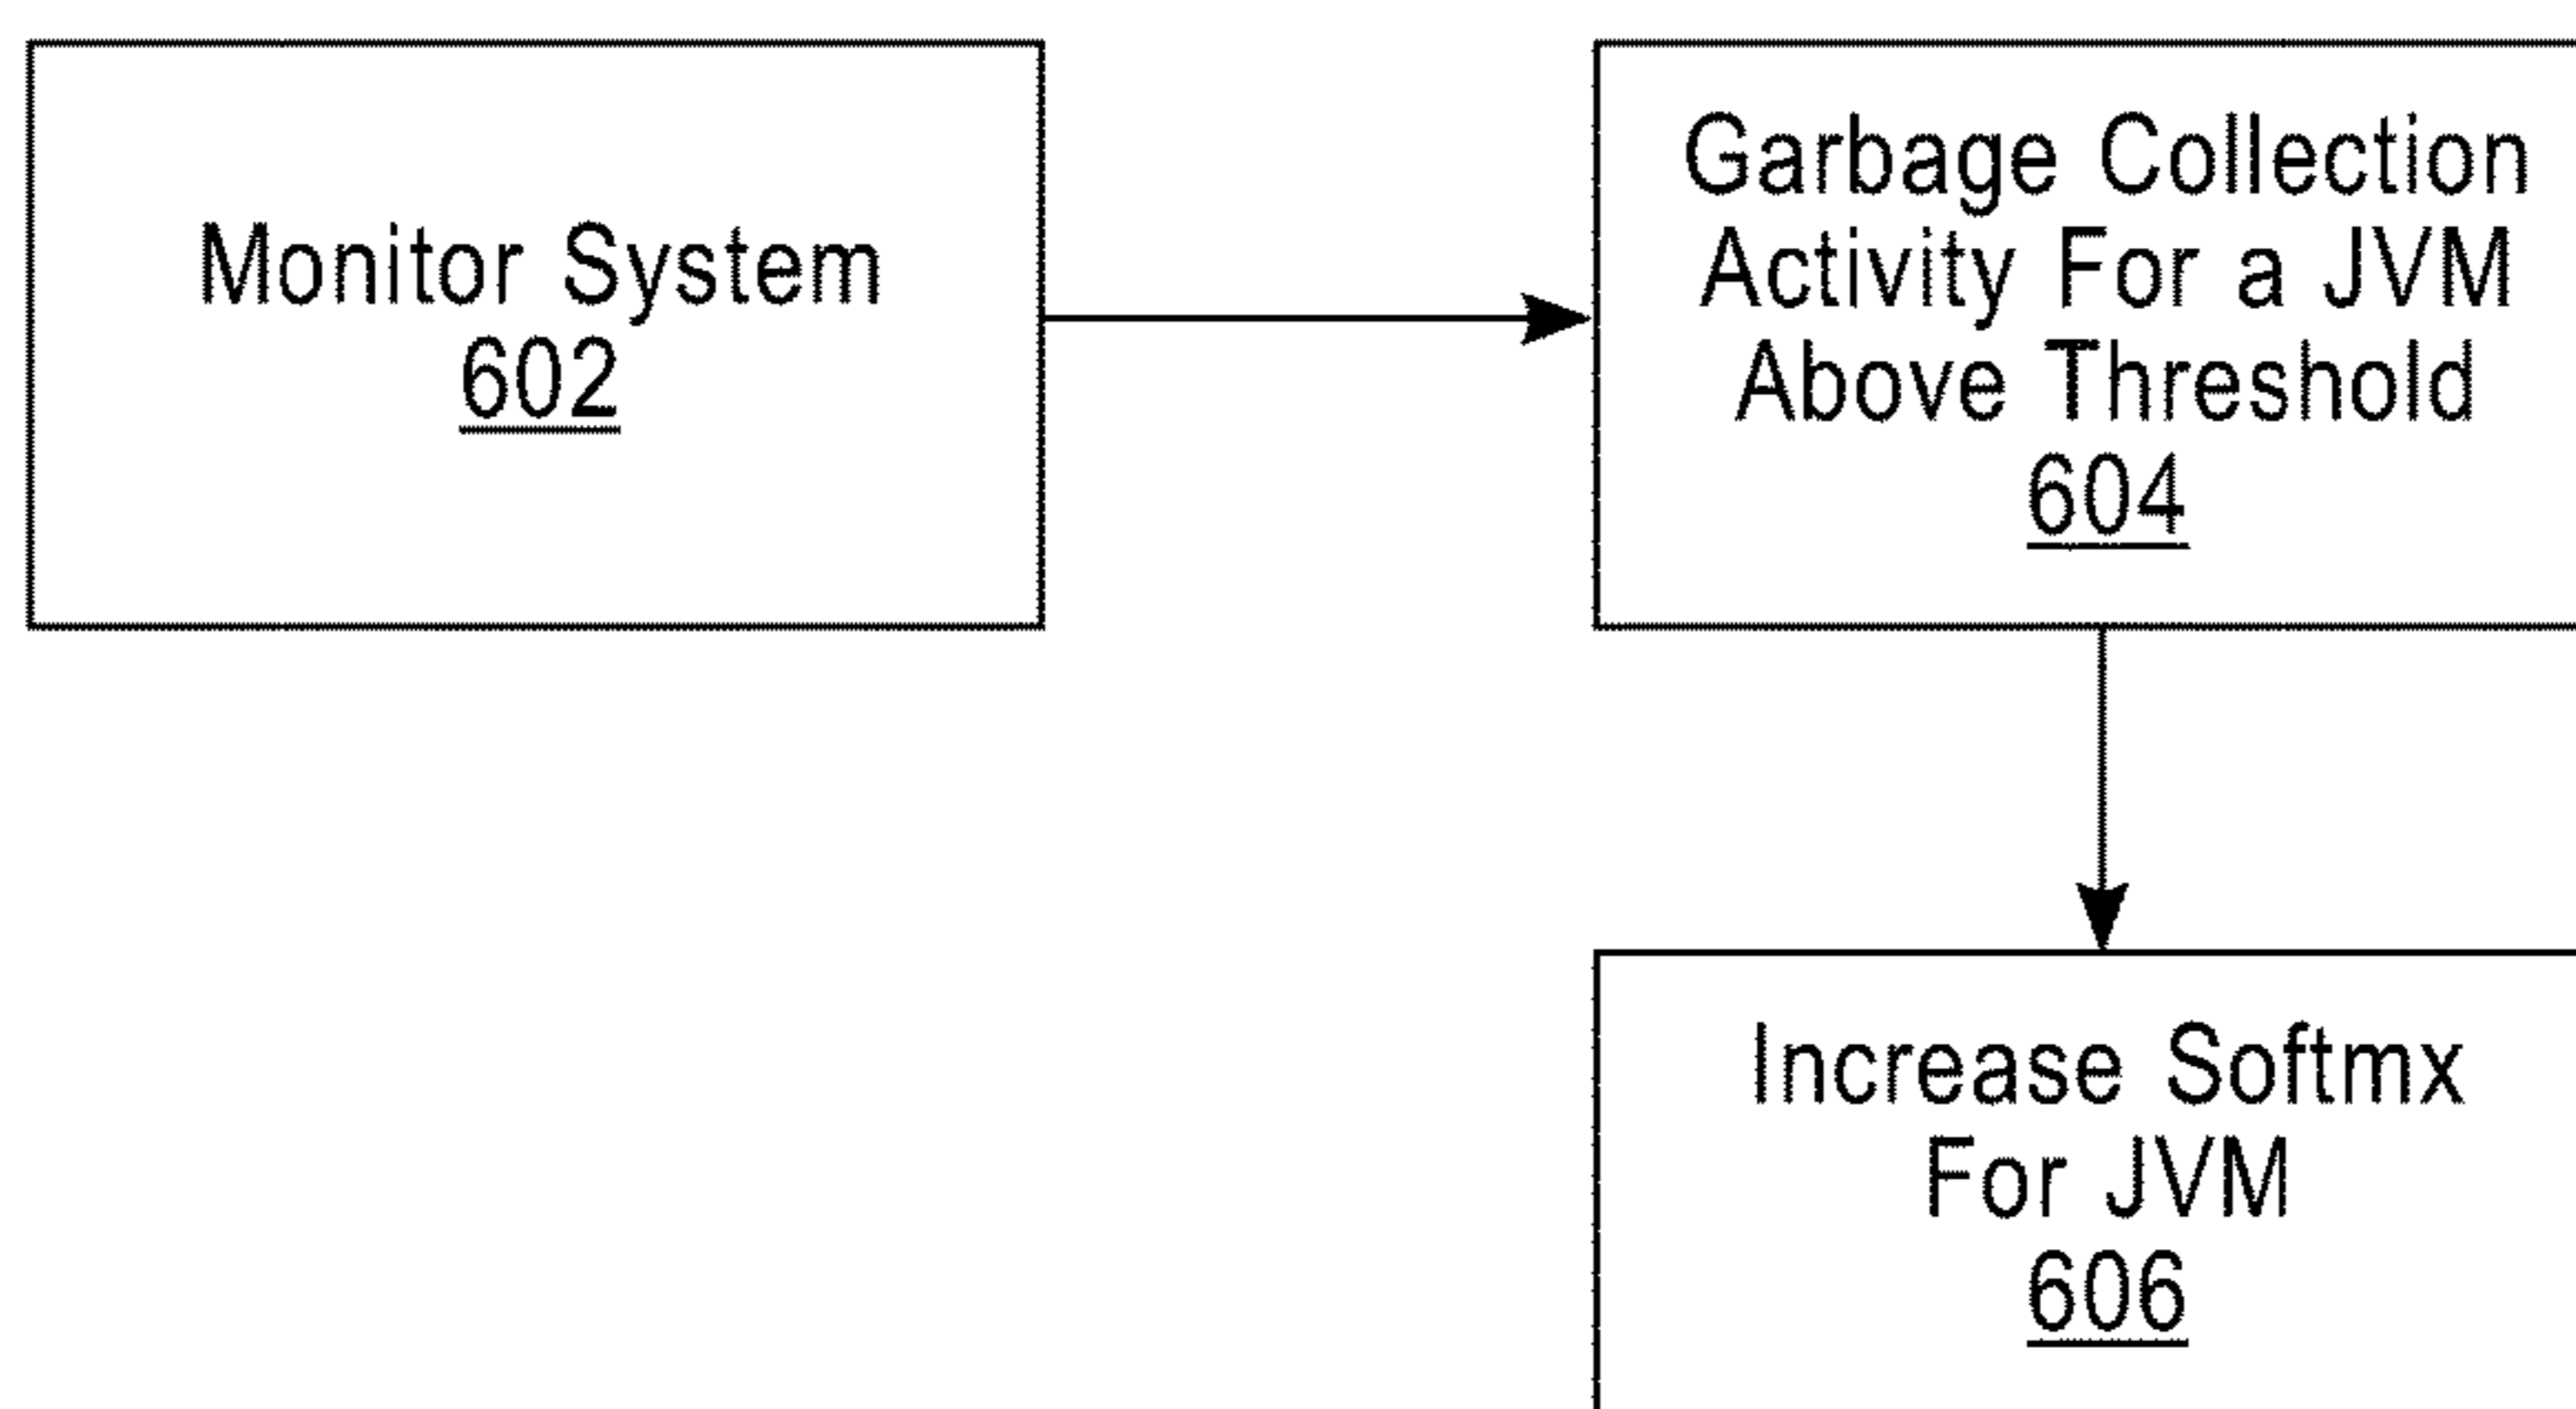 Monitor System
602
Garbage Collection
Activity For a JVM
Above Threshold
604
Increase Softmx
For JVM
606